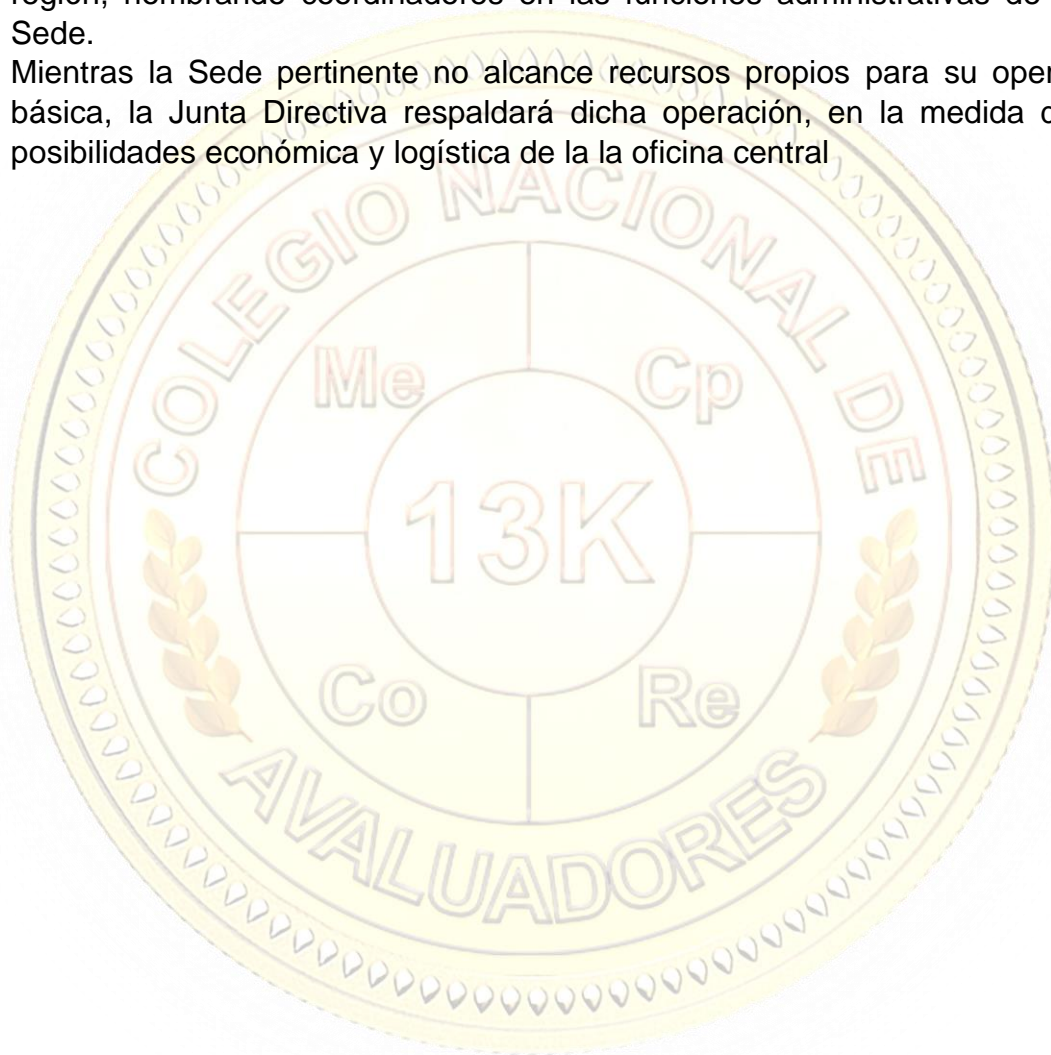 región, nombrando coordinadores en las funciones administrativas de
Sede.
Mientras la Sede pertinente no alcance recursos propios para su
básica, la Junta Directiva respaldará dicha operación, en la medida
posibilidades económica y logística de la la oficina central
COLEGIO NACIONAL DE
Me Cp
13K
Co Re
AVALUADORES